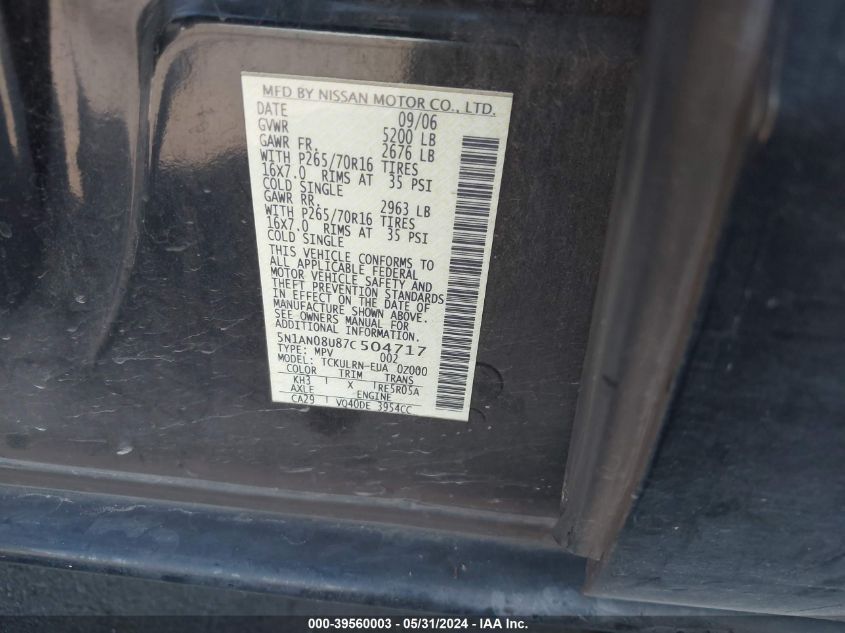 MFD BY NISSAN MOTOR CO., LTD.
DATE 09/06
GVWR 5200 LB
GAWR FR. 2676 LB
WITH P265/70R16 TIRES
16X7.0 RIMS AT 35 PSI
COLD SINGLE
GAWR RR. 2963 LB
WITH P265/70R16 TIRES
16X7.0 RIMS AT 35 PSI
COLD SINGLE
THIS VEHICLE CONFORMS TO
ALL APPLICABLE FEDERAL
MOTOR VEHICLE SAFETY AND
THEFT PREVENTION STANDARDS
IN EFFECT ON THE DATE OF
MANUFACTURE SHOWN ABOVE.
SEE OWNERS MANUAL FOR
ADDITIONAL INFORMATION.
5N1AN08U87C504717
TYPE: MPV 002
MODEL: TCKULRN-EUA 0Z000
COLOR TRIM TRANS
KH3 X RE5R05A
AXLE ENGINE
CA29 VQ40DE 3954CC
000-39560003 - 05/31/2024 - IAA Inc.